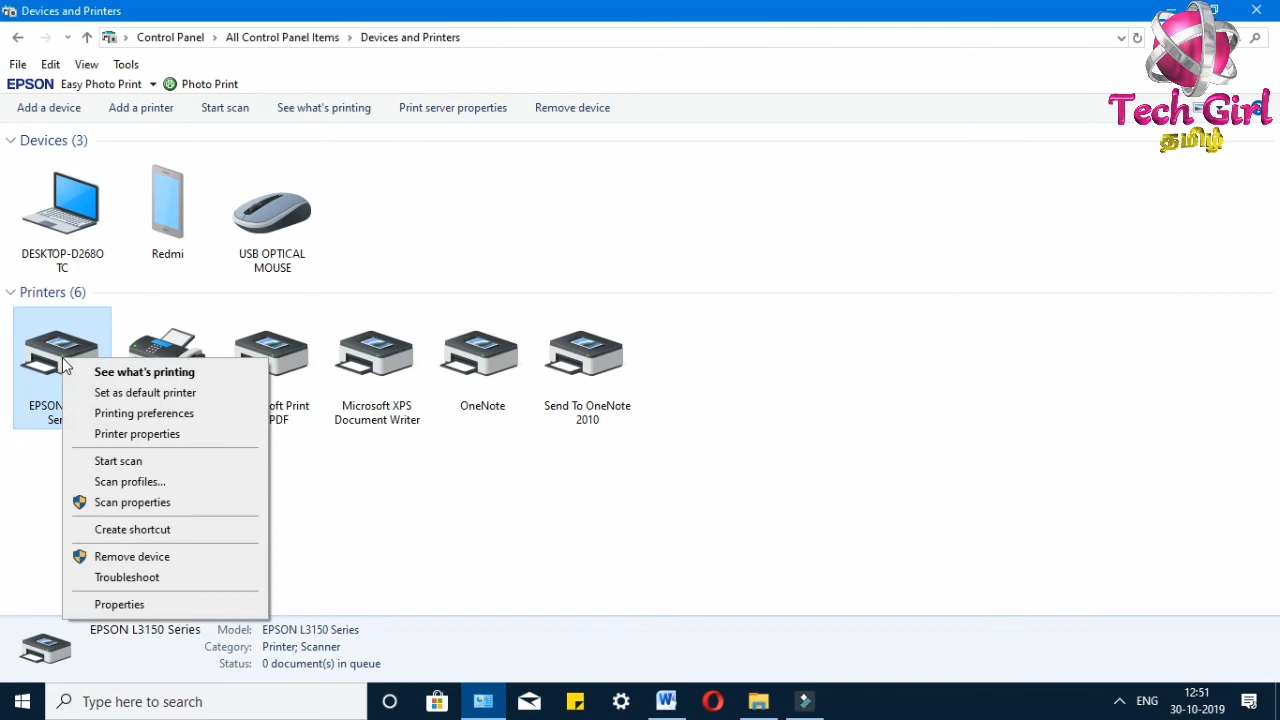 Devices and Printers
Control Panel
All Control Panel Items
Devices and Printers
File
Edit
View
Tools
EPSON Easy Photo Print
Photo Print
Tech Girl
தமிழ்
Add a device
Add a printer
Start scan
See what's printing
Print server properties
Remove device
Devices (3)
DESKTOP-D268O
TC
Redmi
USB OPTICAL
MOUSE
Printers (6)
EPSON
Ser
oft Print
PDF
Microsoft XPS
Document Writer
OneNote
Send To OneNote
2010
See what's printing
Set as default printer
Printing preferences
Printer properties
Start scan
Scan profiles...
Scan properties
Create shortcut
Remove device
Troubleshoot
Properties
EPSON L3150 Series
Model: EPSON L3150 Series
Category: Printer; Scanner
Status: 0 document(s) in queue
Type here to search
ENG
12:51
30-10-2019